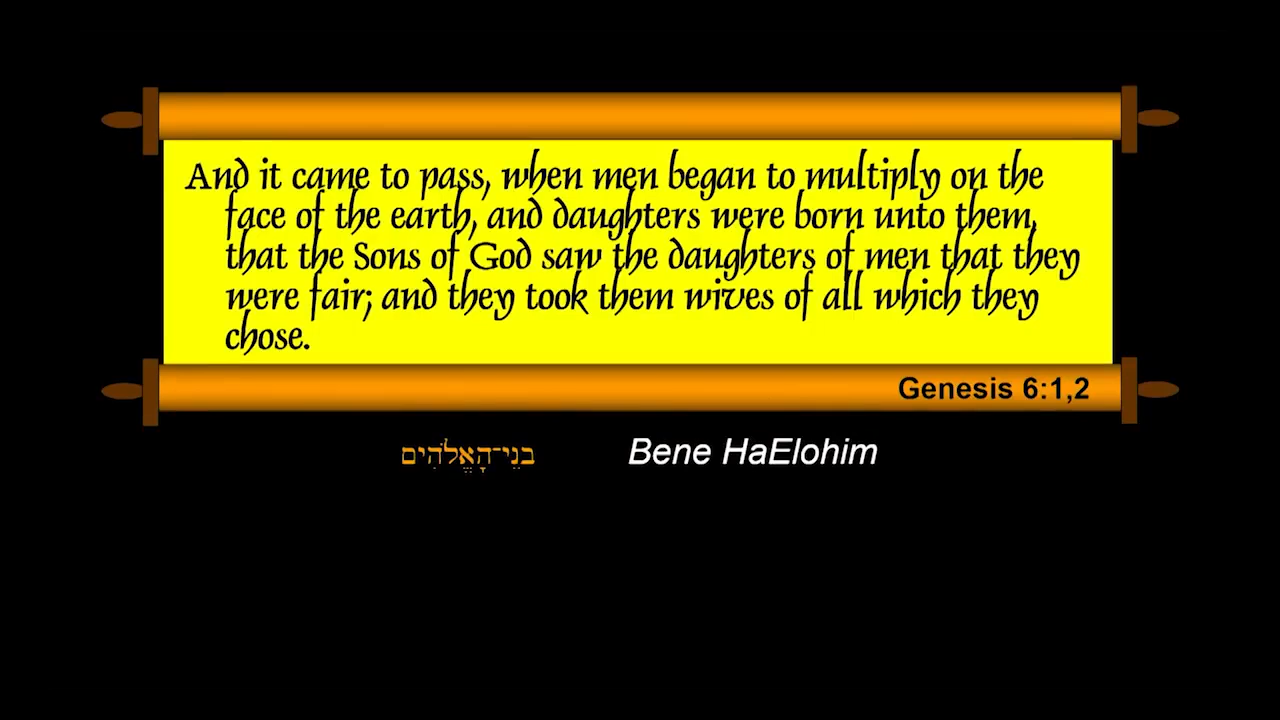 And it came to pass, when men began to multiply on the
face of the earth, and daughters were born unto them,
that the Sons of God saw the daughters of men that they
were fair; and they took them wives of all which they
chose.
Genesis 6:1,2
בנֵי־הָאֱלֹהִים Bene HaElohim